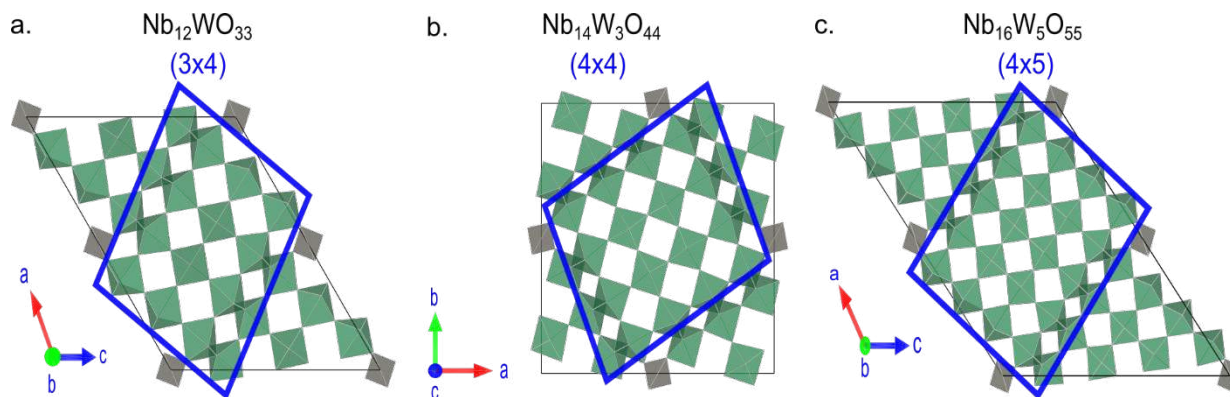 a.
Nb₁₂WO₃₃
(3x4)
a
c
b
b.
Nb₁₄W₃O₄₄
(4x4)
b
c
a
c.
Nb₁₆W₅O₅₅
(4x5)
a
c
b